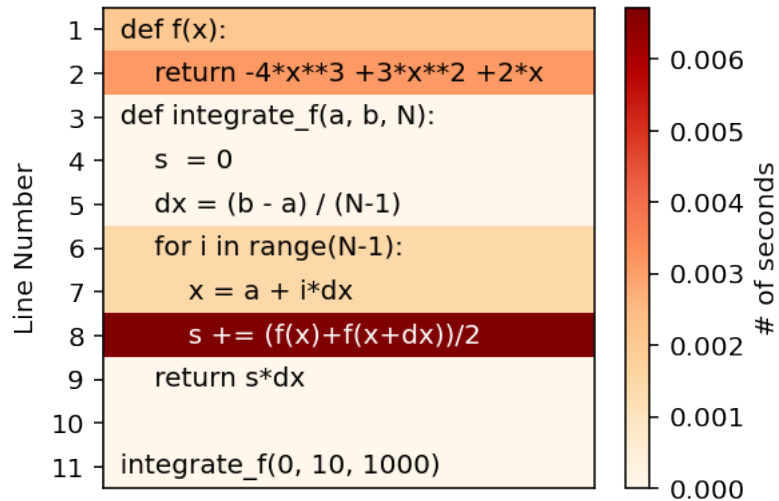 1 def f(x):
2 return -4*x**3 +3*x**2 +2*x
3 def integrate_f(a, b, N):
4 s  = 0
5 dx = (b - a) / (N-1)
6 for i in range(N-1):
7 x = a + i*dx
8 s += (f(x)+f(x+dx))/2
9 return s*dx
10
11 integrate_f(0, 10, 1000)
Line Number
0.006
0.005
0.004
0.003
0.002
0.001
0.000
# of seconds